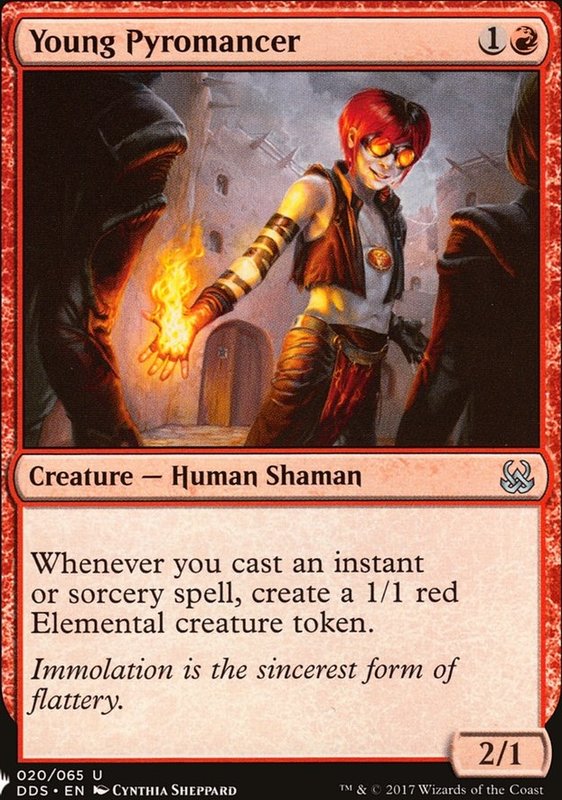 Young Pyromancer 1
Creature — Human Shaman
Whenever you cast an instant
or sorcery spell, create a 1/1 red
Elemental creature token.
Immolation is the sincerest form of
flattery.
2/1
020/065 U
DDS • EN Cynthia Sheppard ™ & © 2017 Wizards of the Coast